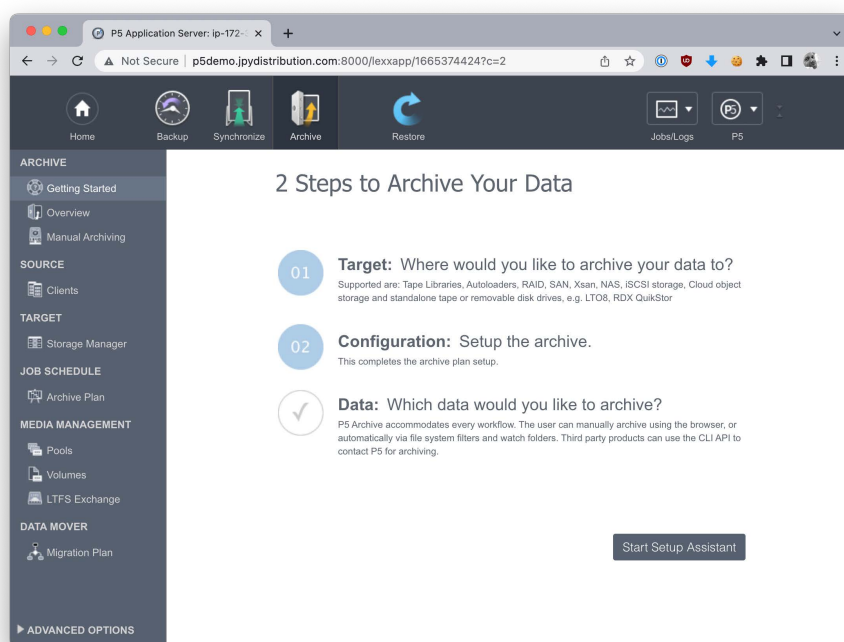 P5 Application Server: ip-172-
Not Secure | p5demo.jpydistribution.com:8000/lexxapp/1665374424?c=2
Home
Backup
Synchronize
Archive
Restore
Jobs/Logs
P5
P5
ARCHIVE
Getting Started
Overview
Manual Archiving
SOURCE
Clients
TARGET
Storage Manager
JOB SCHEDULE
Archive Plan
MEDIA MANAGEMENT
Pools
Volumes
LTFS Exchange
DATA MOVER
Migration Plan
ADVANCED OPTIONS
2 Steps to Archive Your Data
01
Target: Where would you like to archive your data to?
Supported are: Tape Libraries, Autoloaders, RAID, SAN, Xsan, NAS, iSCSI storage, Cloud object
storage and standalone tape or removable disk drives, e.g. LTO8, RDX QuikStor
02
Configuration: Setup the archive.
This completes the archive plan setup.
Data: Which data would you like to archive?
P5 Archive accommodates every workflow. The user can manually archive using the browser, or
automatically via file system filters and watch folders. Third party products can use the CLI API to
contact P5 for archiving.
Start Setup Assistant